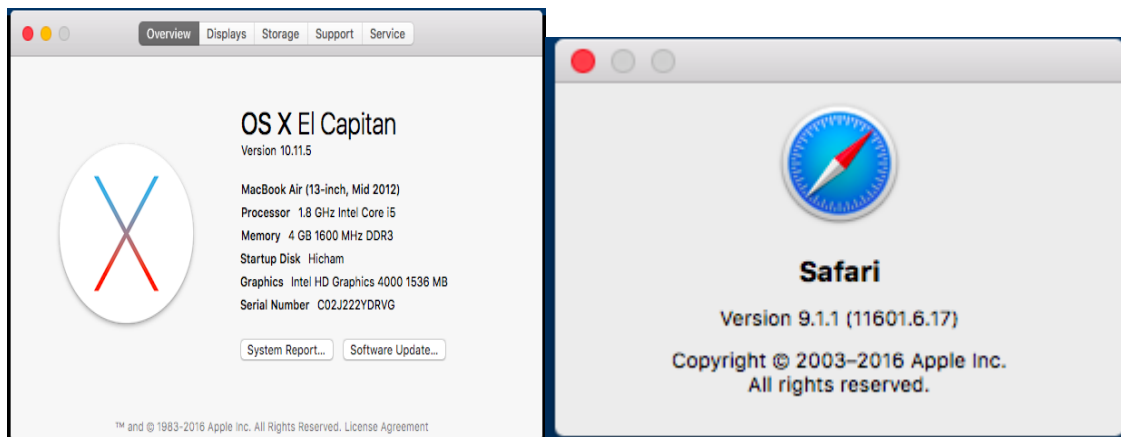 Overview Displays Storage Support Service
OS X El Capitan
Version 10.11.5
MacBook Air (13-inch, Mid 2012)
Processor 1.8 GHz Intel Core i5
Memory 4 GB 1600 MHz DDR3
Startup Disk Hicham
Graphics Intel HD Graphics 4000 1536 MB
Serial Number C02J222YDRVG
System Report... Software Update...
™ and © 1983-2016 Apple Inc. All Rights Reserved. License Agreement
Safari
Version 9.1.1 (11601.6.17)
Copyright © 2003–2016 Apple Inc.
All rights reserved.